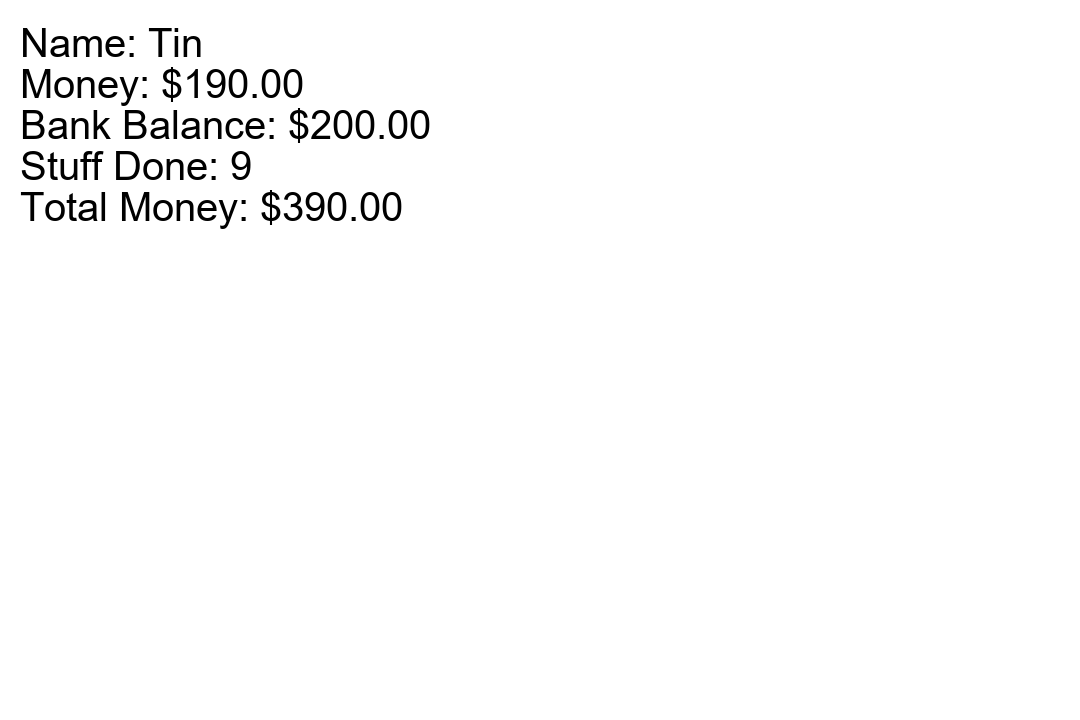 Name: Tin
Money: $190.00
Bank Balance: $200.00
Stuff Done: 9
Total Money: $390.00